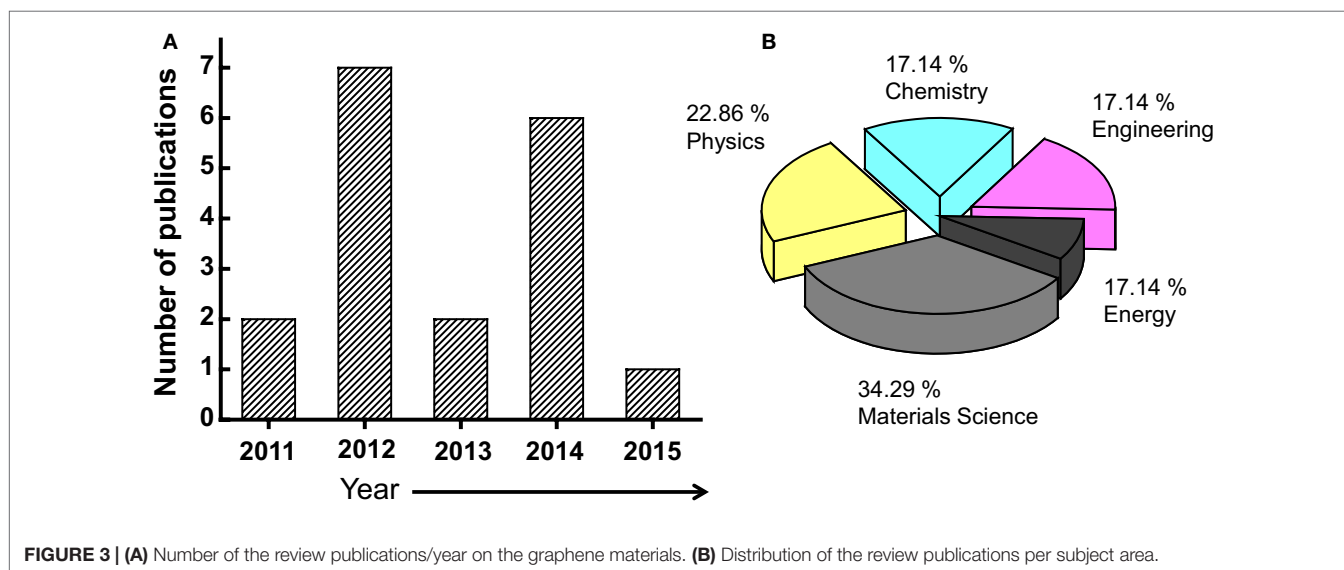 A
Number of publications
7
6
5
4
3
2
1
0
2011 2012 2013 2014 2015
Year
B
17.14 %
Chemistry
17.14 %
Engineering
22.86 %
Physics
17.14 %
Energy
34.29 %
Materials Science
FIGURE 3 | (A) Number of the review publications/year on the graphene materials. (B) Distribution of the review publications per subject area.